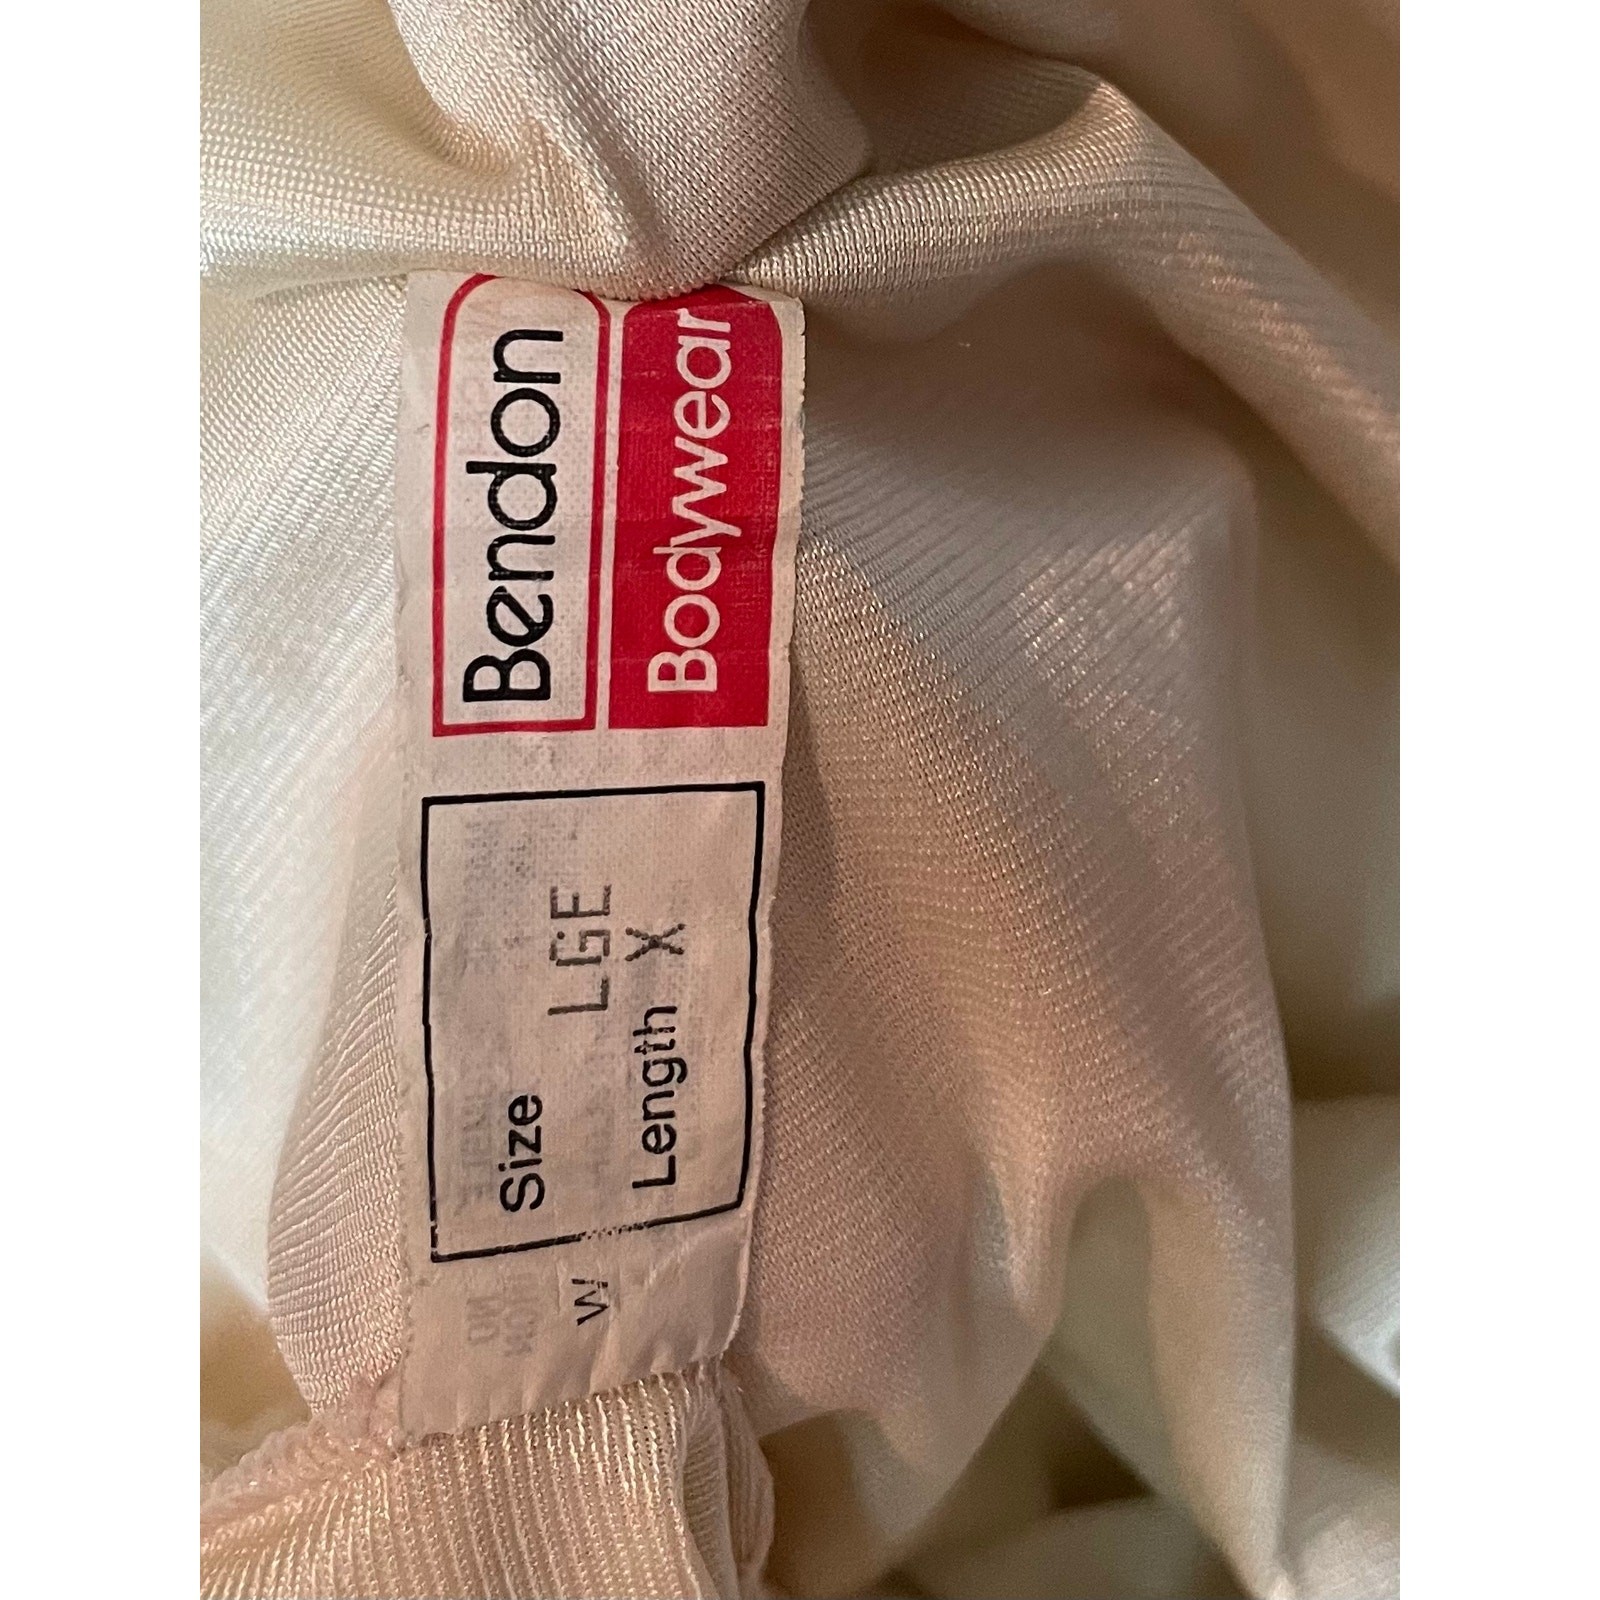 Bendon
Bodywear
Size
LGE
Length X
W